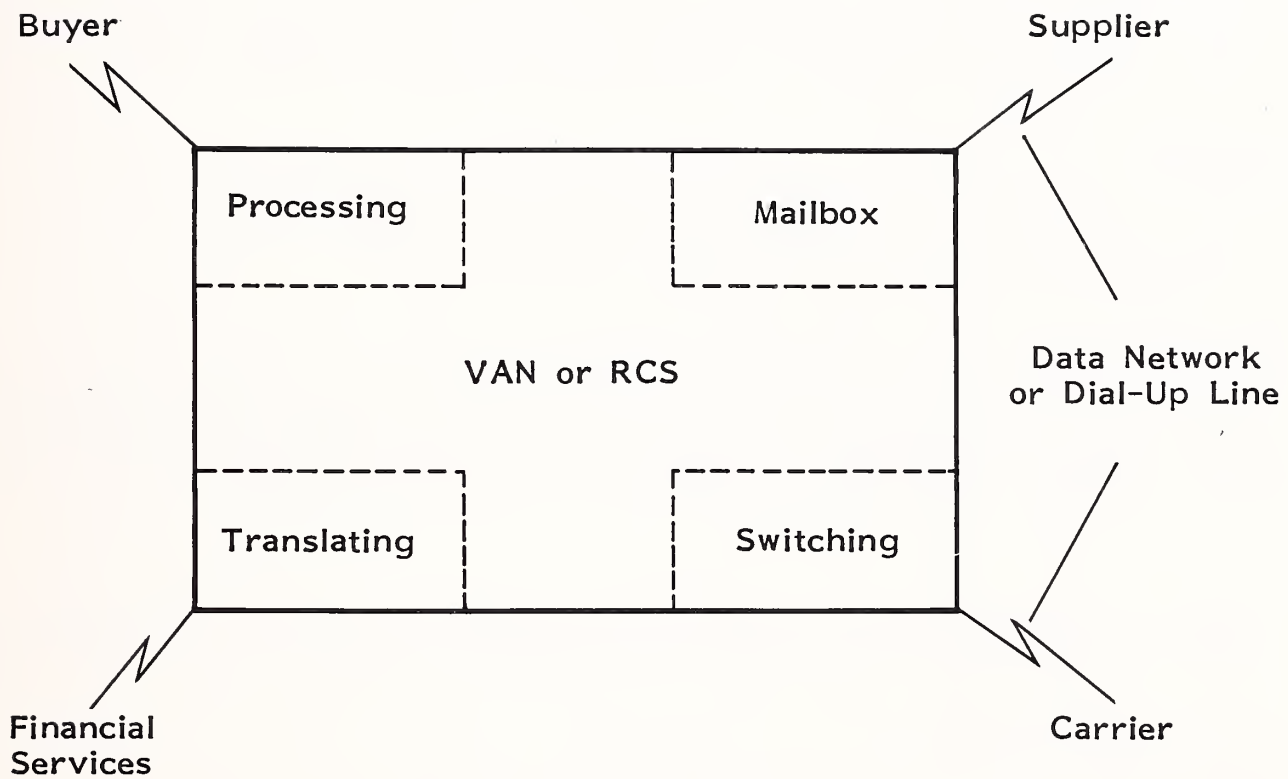 Buyer
Supplier
Processing
Mailbox
VAN or RCS
Data Network
or Dial-Up Line
Translating
Switching
Financial
Services
Carrier